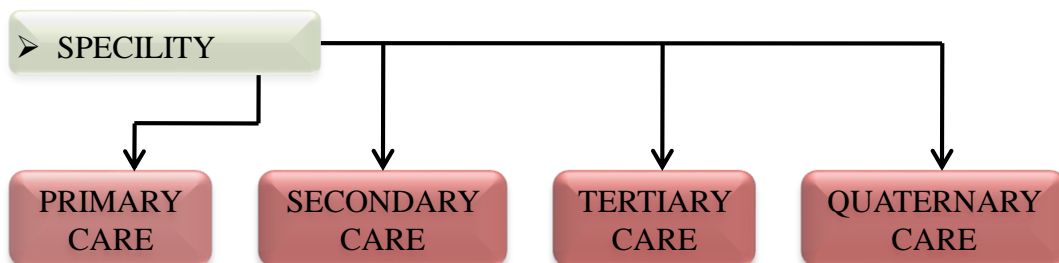 ➢ SPECILITY
PRIMARY
CARE
SECONDARY
CARE
TERTIARY
CARE
QUATERNARY
CARE